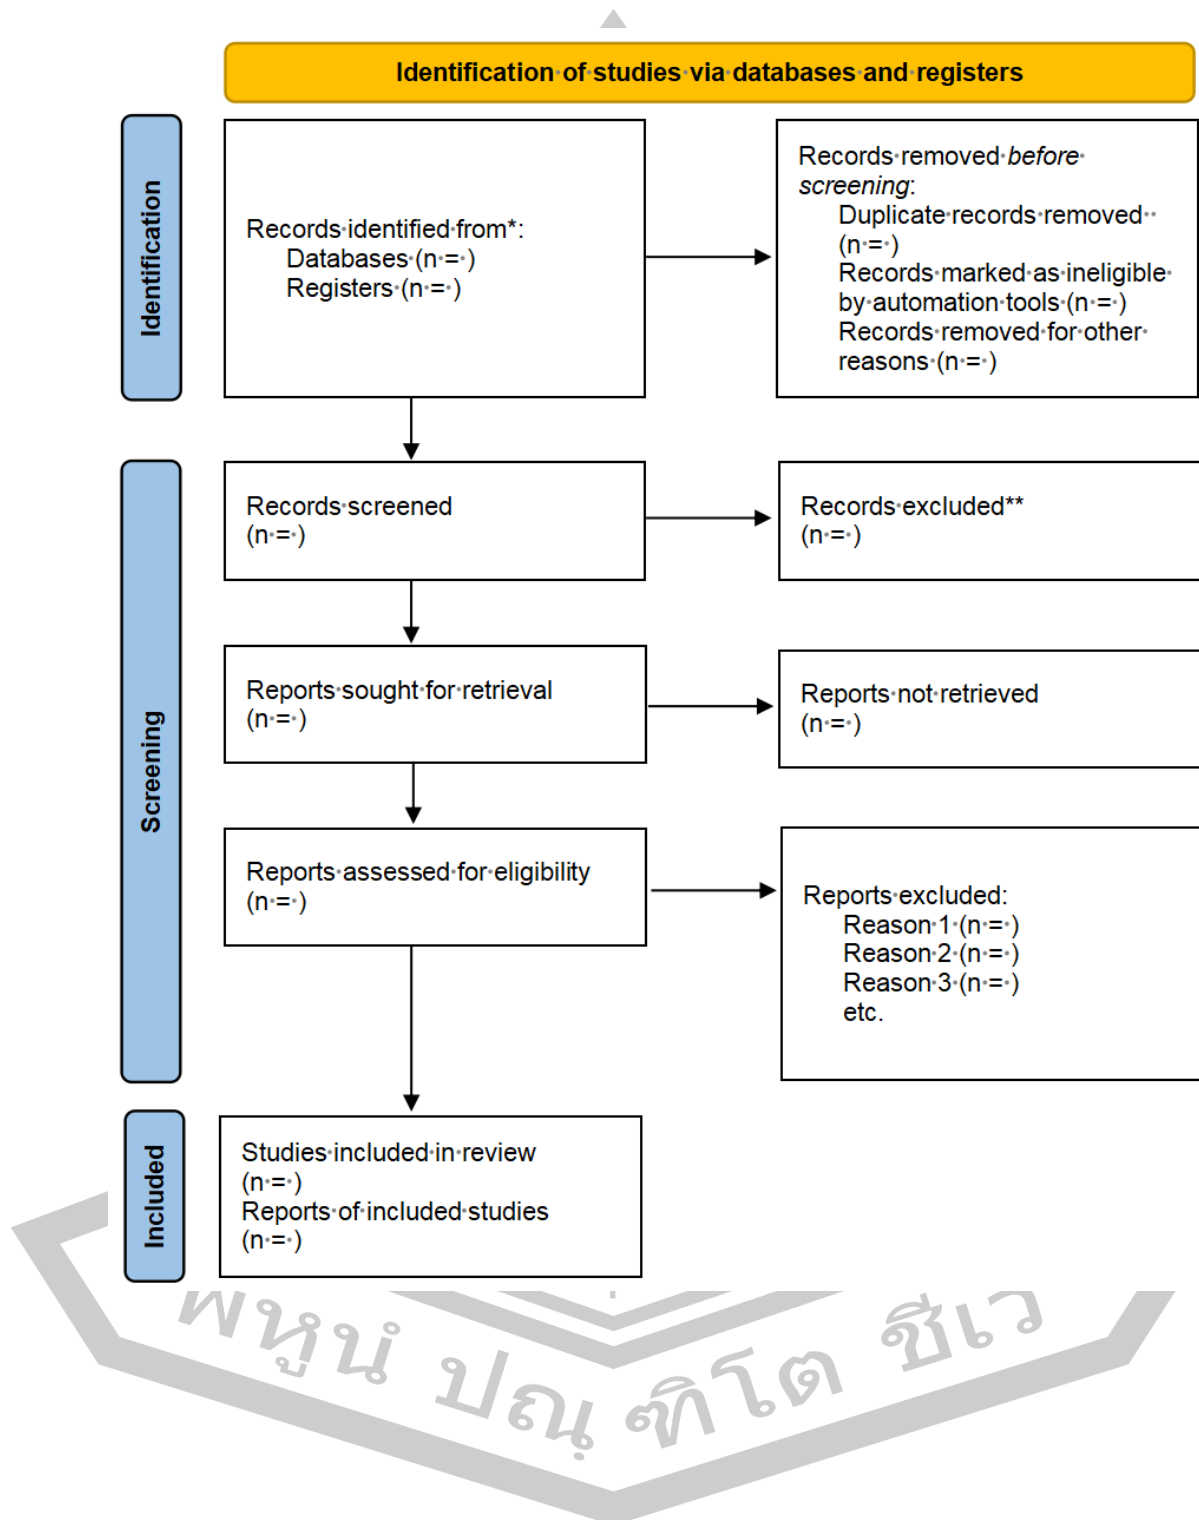 Identification of studies via databases and registers
Identification
Records identified from*:
Databases (n = )
Registers (n = )
Records removed before
screening:
Duplicate records removed
(n = )
Records marked as ineligible
by automation tools (n = )
Records removed for other
reasons (n = )
Screening
Records screened
(n = )
Records excluded**
(n = )
Reports sought for retrieval
(n = )
Reports not retrieved
(n = )
Reports assessed for eligibility
(n = )
Reports excluded:
Reason 1 (n = )
Reason 2 (n = )
Reason 3 (n = )
etc.
Included
Studies included in review
(n = )
Reports of included studies
(n = )
พหูนํ ปณฺฑิโต ชีเว